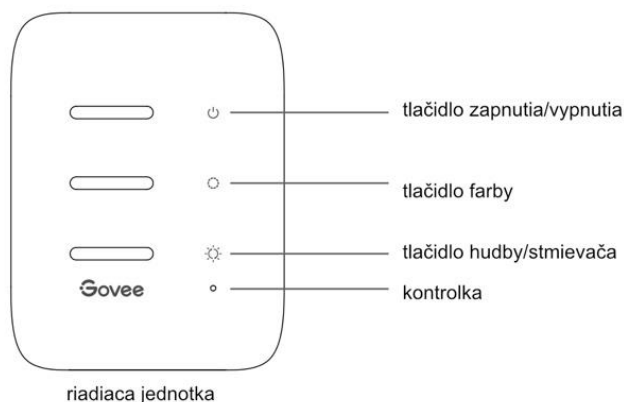 tlačidlo zapnutia/vypnutia
tlačidlo farby
tlačidlo hudby/stmievača
Govee
kontrolka
riadiaca jednotka